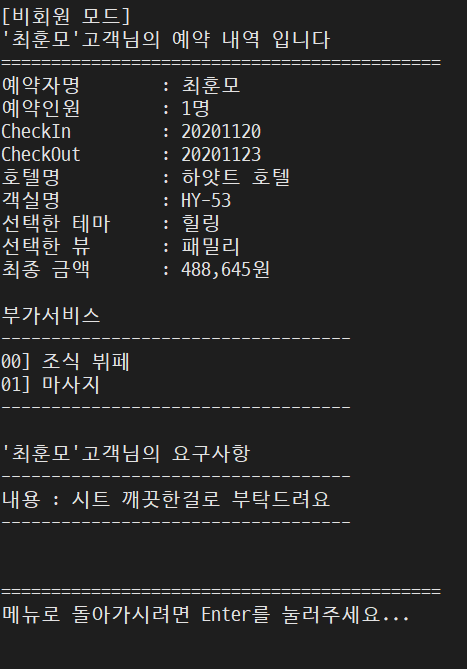 [비회원 모드]
'최훈모'고객님의 예약 내역 입니다
============================================
예약자명 : 최훈모
예약인원 : 1명
CheckIn : 20201120
CheckOut : 20201123
호텔명 : 하얏트 호텔
객실명 : HY-53
선택한 테마 : 힐링
선택한 뷰 : 패밀리
최종 금액 : 488,645원
부가서비스
-----------------------------------
00] 조식 뷔페
01] 마사지
-----------------------------------
'최훈모'고객님의 요구사항
-----------------------------------
내용 : 시트 깨끗한걸로 부탁드려요
-----------------------------------
============================================
메뉴로 돌아가시려면 Enter를 눌러주세요...